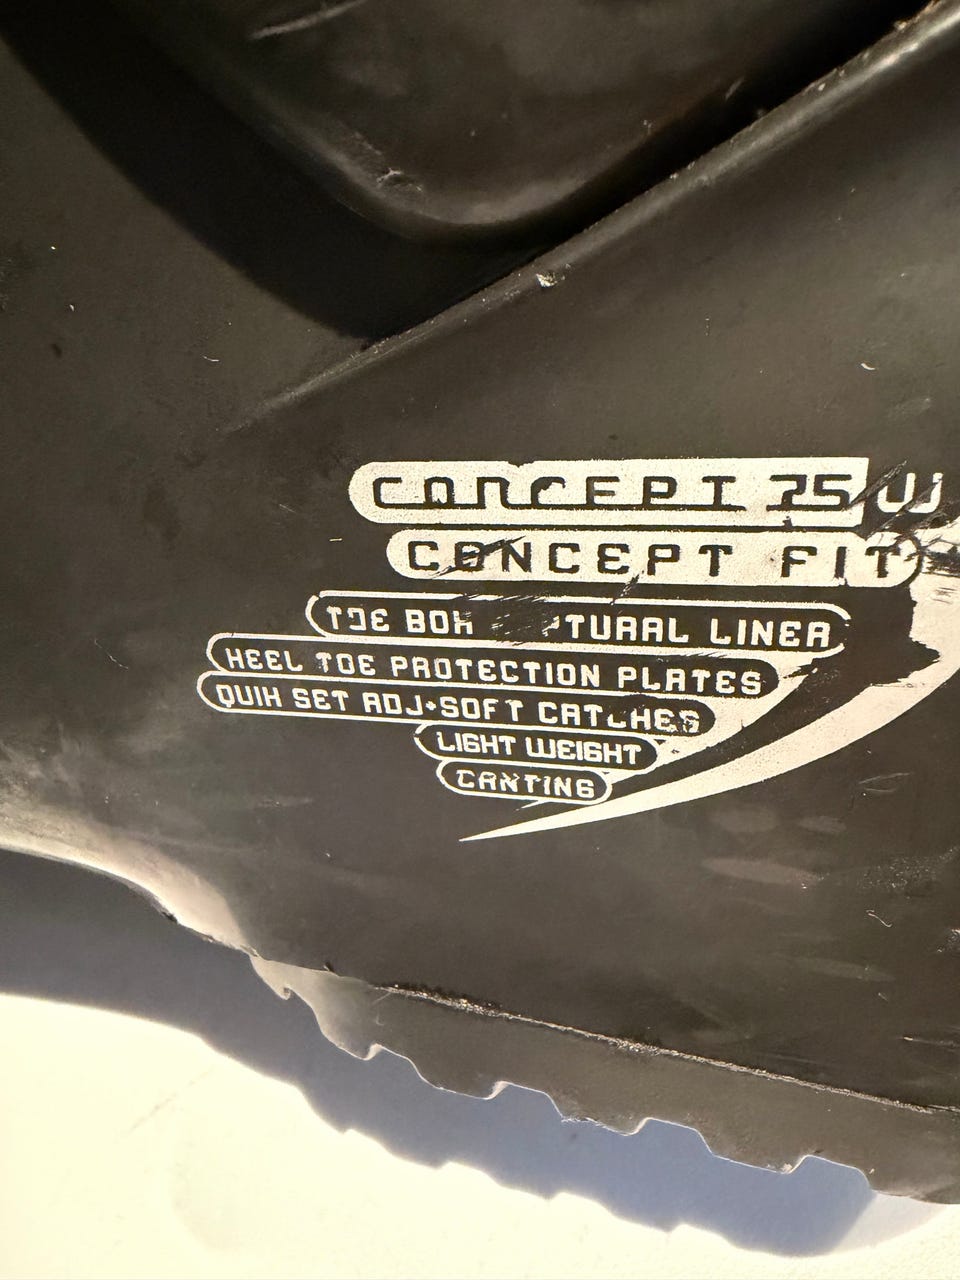 CONCEPT 75 W
CONCEPT FIT
TOE BOX LINER
HEEL TOE PROTECTION PLATES
QUIK SET ADJ+SOFT CATCHES
LIGHT WEIGHT
CANTING